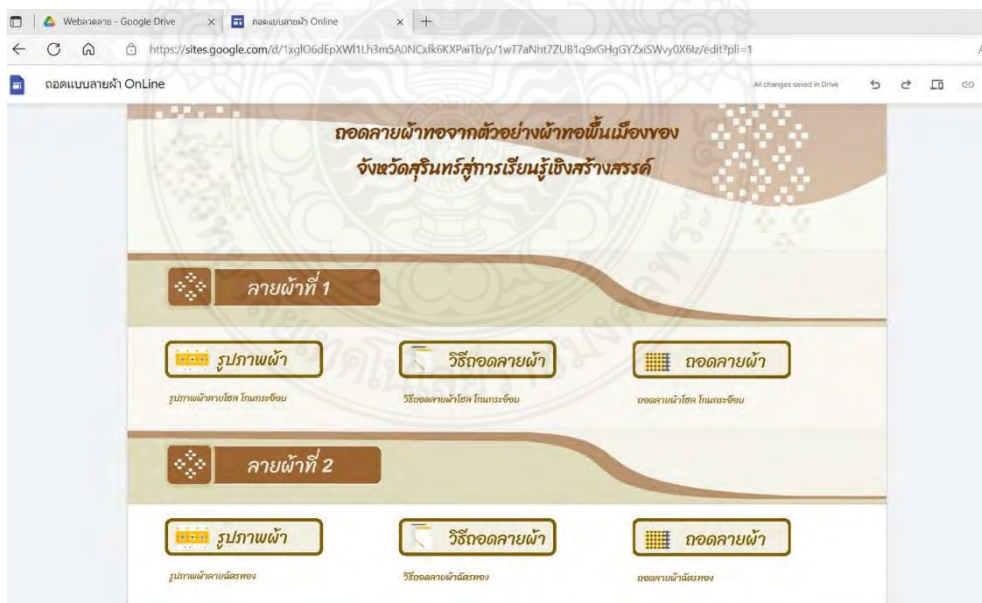 Webลวดลาย - Google Drive
ถอดแบบลายผ้า Online
https://sites.google.com/d/1xglO6dEpXWl1Lh3m5A0NCxfk6KXPaiTb/p/1wT7aNht7ZUB1q9xGHgGYZxiSWvy0X6Iz/edit?pli=1
ถอดแบบลายผ้า OnLine
All changes saved in Drive
ถอดลายผ้าทอจากตัวอย่างผ้าทอพื้นเมืองของ
จังหวัดสุรินทร์สู่การเรียนรู้เชิงสร้างสรรค์
ลายผ้าที่ 1
รูปภาพผ้า
วิธีถอดลายผ้า
ถอดลายผ้า
รูปภาพผ้าลายโฮล โกนกระจ๊อน
วิธีถอดลายผ้าโฮล โกนกระจ๊อน
ถอดลายผ้าโฮล โกนกระจ๊อน
ลายผ้าที่ 2
รูปภาพผ้า
วิธีถอดลายผ้า
ถอดลายผ้า
รูปภาพผ้าลายฉัตรทอง
วิธีถอดลายผ้าฉัตรทอง
ถอดลายผ้าฉัตรทอง